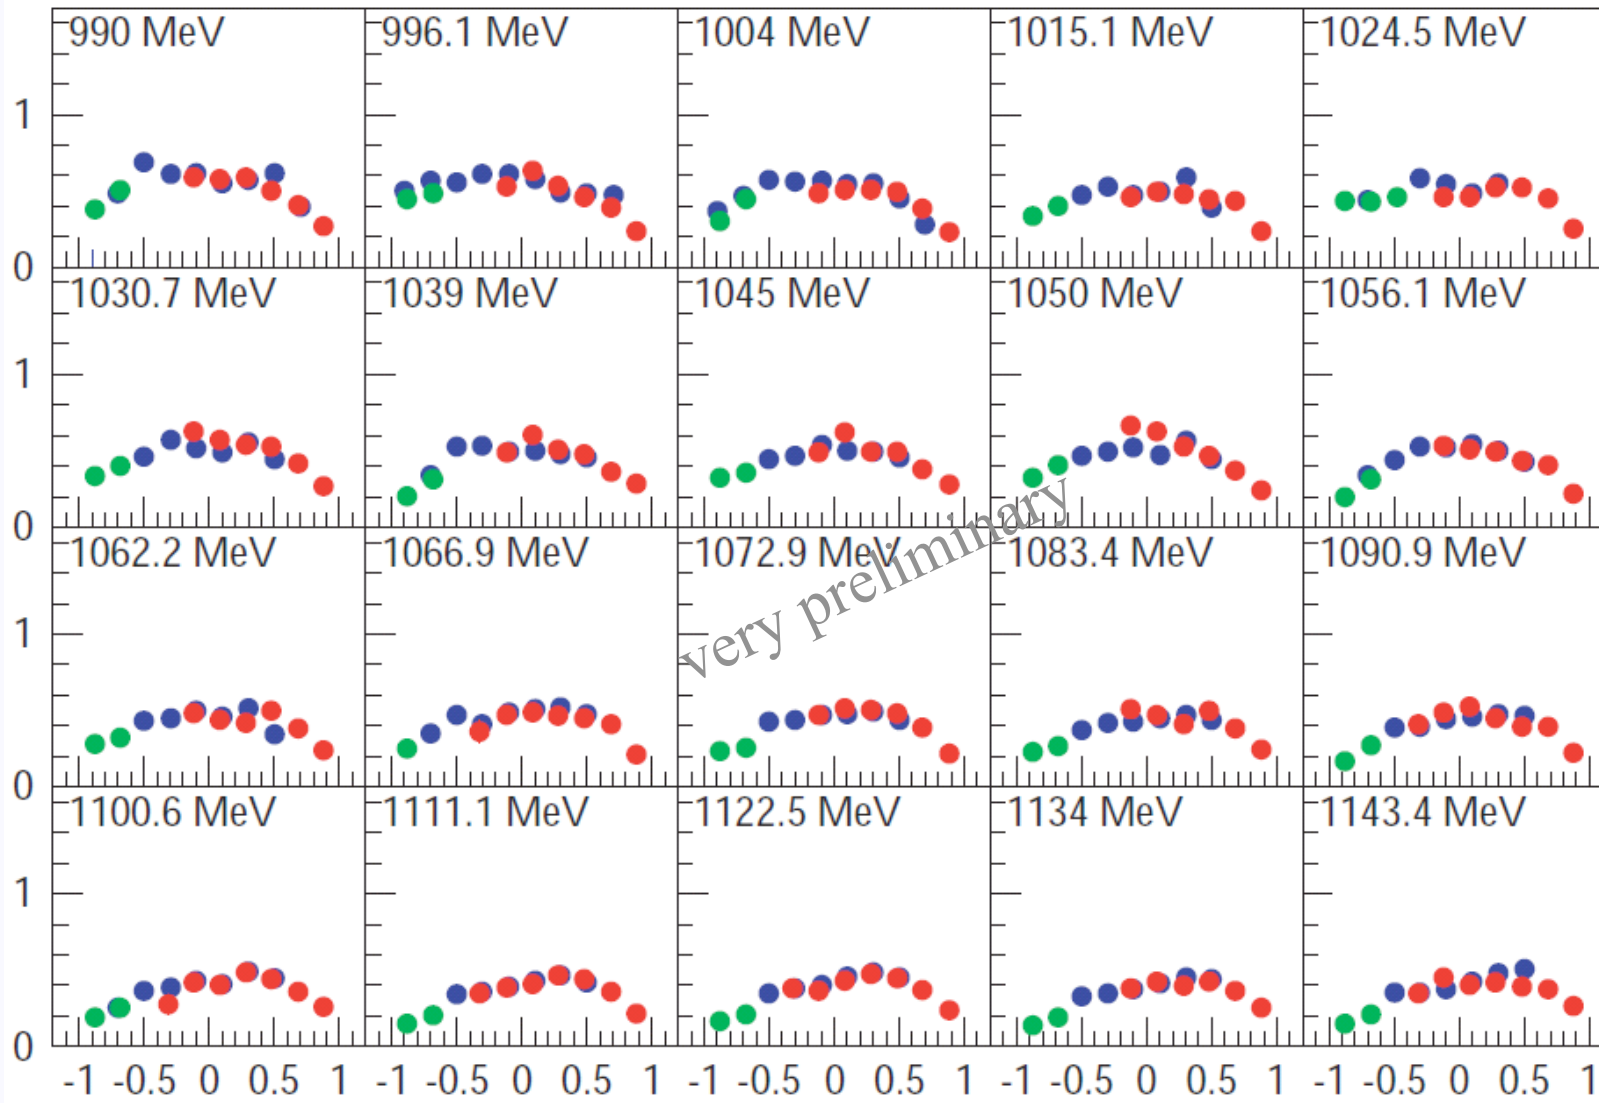 990 MeV 996.1 MeV 1004 MeV 1015.1 MeV 1024.5 MeV
1
0
1030.7 MeV 1039 MeV 1045 MeV 1050 MeV 1056.1 MeV
1
0
1062.2 MeV 1066.9 MeV 1072.9 MeV 1083.4 MeV 1090.9 MeV
very preliminary
1
0
1100.6 MeV 1111.1 MeV 1122.5 MeV 1134 MeV 1143.4 MeV
1
0
-1 -0.5 0 0.5 1 -1 -0.5 0 0.5 1 -1 -0.5 0 0.5 1 -1 -0.5 0 0.5 1 -1 -0.5 0 0.5 1